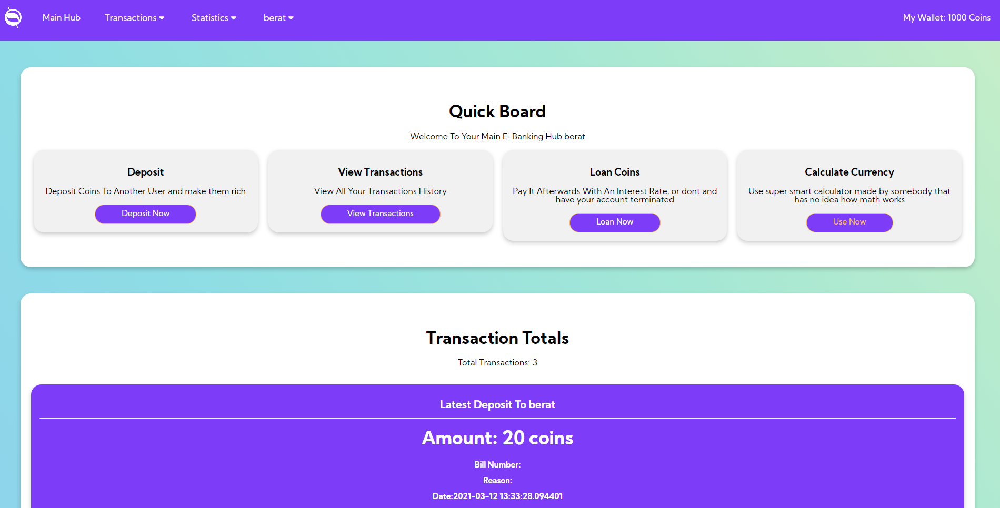 Main Hub
Transactions
Statistics
berat
My Wallet: 1000 Coins
Quick Board
Welcome To Your Main E-Banking Hub berat
Deposit
Deposit Coins To Another User and make them rich
Deposit Now
View Transactions
View All Your Transactions History
View Transactions
Loan Coins
Pay It Afterwards With An Interest Rate, or dont and
have your account terminated
Loan Now
Calculate Currency
Use super smart calculator made by somebody that
has no idea how math works
Use Now
Transaction Totals
Total Transactions: 3
Latest Deposit To berat
Amount: 20 coins
Bill Number:
Reason:
Date:2021-03-12 13:33:28.094401